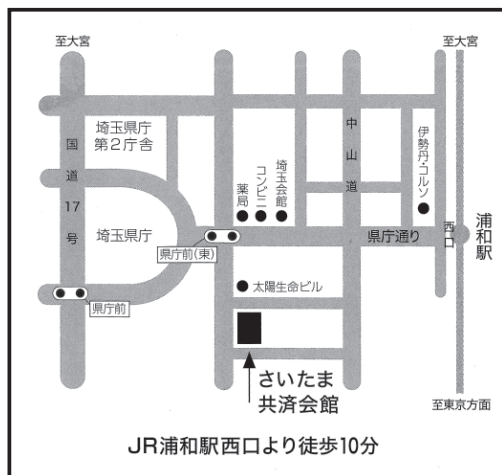 至大宮
至大宮
国道17号
埼玉県庁
第2庁舎
埼玉県庁
薬局
コンビニ
埼玉会館
中山道
伊勢丹・コルソ
県庁通り
西口
浦和駅
県庁前(東)
県庁前
太陽生命ビル
さいたま
共済会館
至東京方面
JR浦和駅西口より徒歩10分